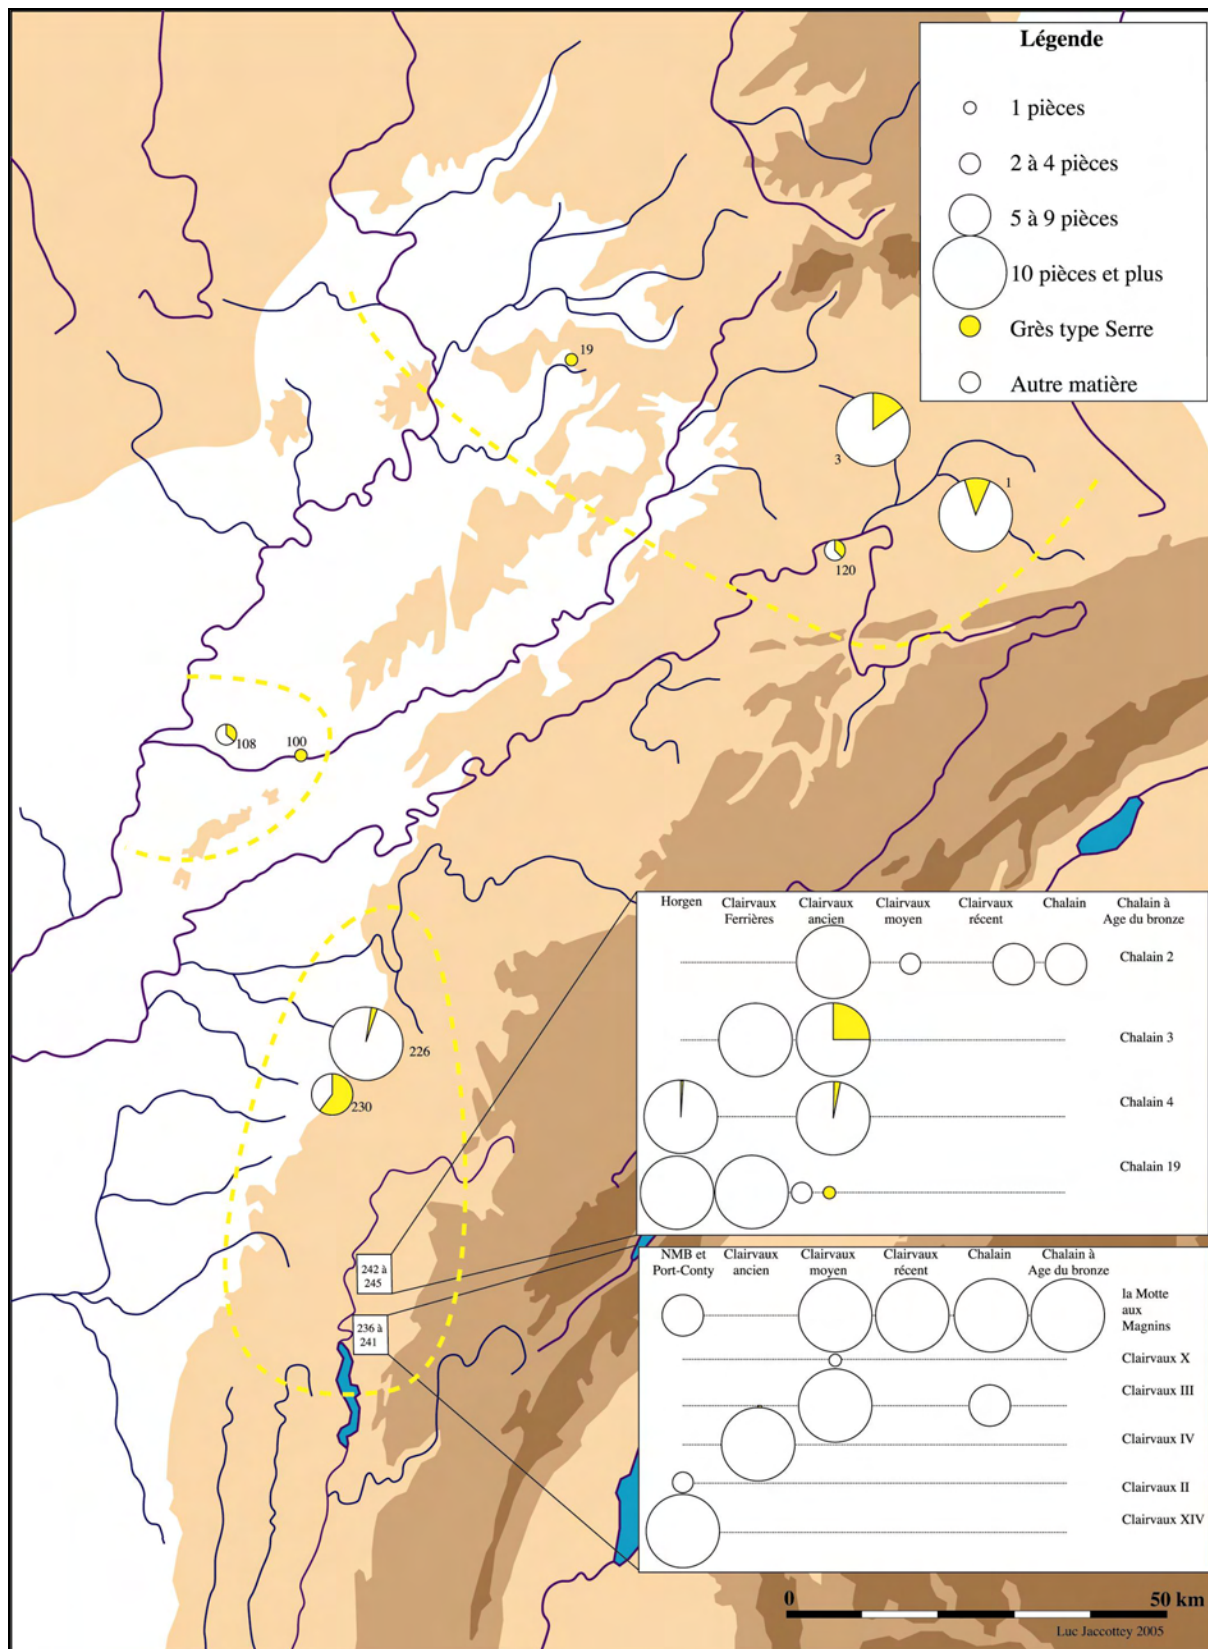 Légende
1 pièces
2 à 4 pièces
5 à 9 pièces
10 pièces et plus
Grès type Serre
Autre matière
19
3
1
120
108
100
226
230
242 à
245
236 à
241
Horgen
Clairvaux
Ferrières
Clairvaux
ancien
Clairvaux
moyen
Clairvaux
récent
Chalain
Chalain à
Age du bronze
Chalain 2
Chalain 3
Chalain 4
Chalain 19
NMB et
Port-Conty
Clairvaux
ancien
Clairvaux
moyen
Clairvaux
récent
Chalain
Chalain à
Age du bronze
la Motte
aux
Magnins
Clairvaux X
Clairvaux III
Clairvaux IV
Clairvaux II
Clairvaux XIV
0 50 km
Luc Jaccottey 2005